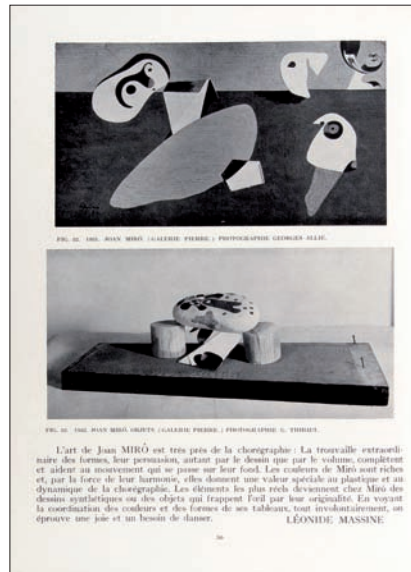 FIG. 32. 1932. JOAN MIRÓ. (GALERIE PIERRE.) PHOTOGRAPHIE GEORGES ALLIÉ.
JOAN MIRÓ. OBJETS (GALERIE PIERRE.) PHOTOGRAPHIE
L'art de Joan MIRÓ est très près de la chorégraphie : La trouvaille extraordi-
naire des formes, leur persuasion, autant par le dessin que par le volume, complètent
et aident au mouvement qui se passe sur leur fond. Les couleurs de Miró sont riches
et, par la force de leur harmonie, elles donnent une valeur spéciale au plastique et au
dynamique de la chorégraphie. Les éléments les plus réels deviennent chez Miró des
dessins synthétiques ou des objets qui frappent l'œil par leur originalité. En voyant
la coordination des couleurs et des formes de ses tableaux, tout involontairement, on
éprouve une joie et un besoin de danser.
LÉONIDE MASSINE